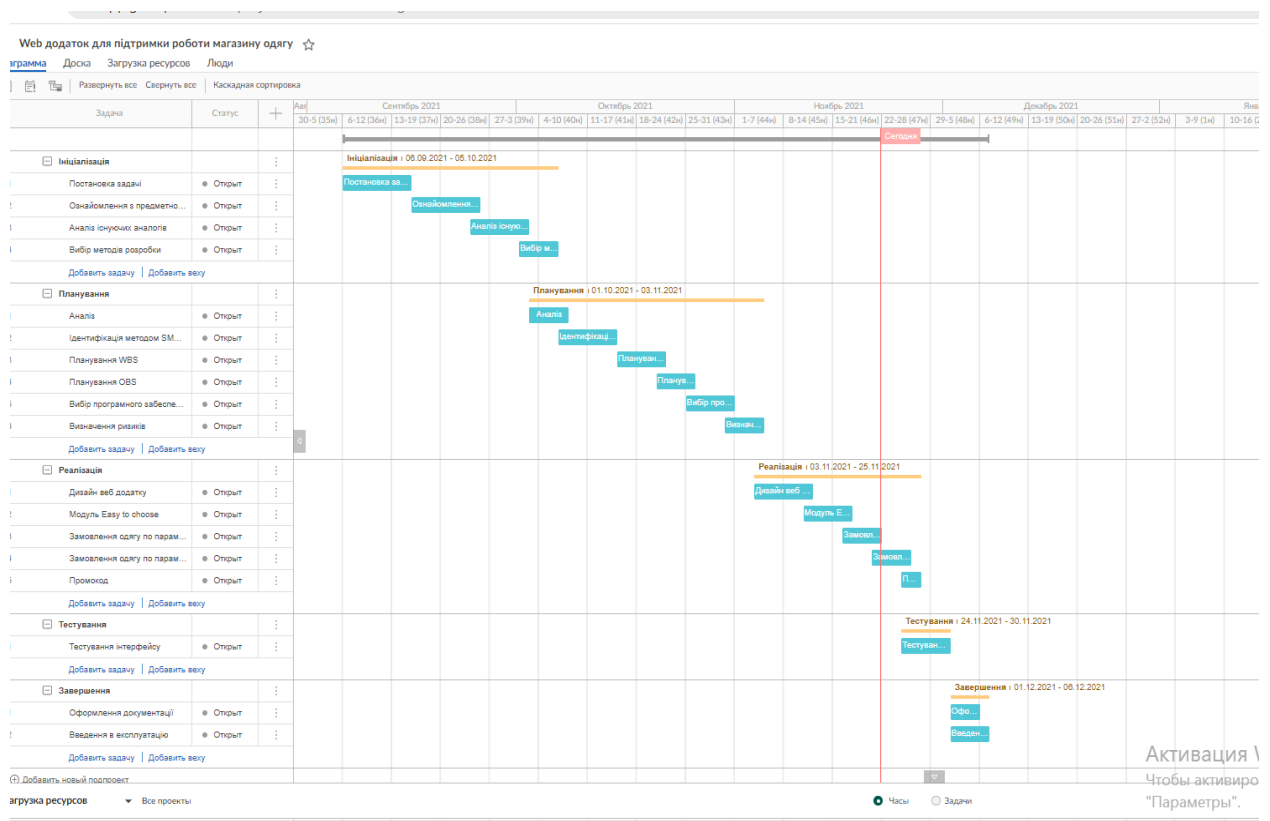 Web додаток для підтримки роботи магазину одягу
аграмма Доска Загрузка ресурсов Люди
Развернуть все Свернуть все Каскадная сортировка
Задача Статус Авг Сентябрь 2021 Октябрь 2021 Ноябрь 2021 Декабрь 2021 Янв
30-5 (35н) 6-12 (36н) 13-19 (37н) 20-26 (38н) 27-3 (39н) 4-10 (40н) 11-17 (41н) 18-24 (42н) 25-31 (43н) 1-7 (44н) 8-14 (45н) 15-21 (46н) 22-28 (47н) 29-5 (48н) 6-12 (49н) 13-19 (50н) 20-26 (51н) 27-2 (52н) 3-9 (1н) 10-16 (2
Сегодня
Ініціалізація Ініціалізація : 06.09.2021 - 05.10.2021
Постановка задачі Открыт Постановка за...
Ознайомлення з предметно... Открыт Ознайомлення...
Аналіз існуючих аналогів Открыт Аналіз існую...
Вибір методів розробки Открыт Вибір м...
Добавить задачу Добавить веху
Планування Планування : 01.10.2021 - 03.11.2021
Аналіз Открыт Аналіз
Ідентифікація методом SM... Открыт Ідентифікаці...
Планування WBS Открыт Плануван...
Планування OBS Открыт Планув...
Вибір програмного забеспе... Открыт Вибір про...
Визначення ризиків Открыт Визнач...
Добавить задачу Добавить веху
Реалізація Реалізація : 03.11.2021 - 25.11.2021
Дизайн веб додатку Открыт Дизайн веб ...
Модуль Easy to choose Открыт Модуль E...
Замовлення одягу по парам... Открыт Замовл...
Замовлення одягу по парам... Открыт Замовл...
Промокод Открыт П...
Добавить задачу Добавить веху
Тестування Тестування : 24.11.2021 - 30.11.2021
Тестування інтерфейсу Открыт Тестуван...
Добавить задачу Добавить веху
Завершення Завершення : 01.12.2021 - 06.12.2021
Оформлення документації Открыт Офо...
Введення в експлуатацію Открыт Введен...
Добавить задачу Добавить веху
Добавить новый подпроект
агрузка ресурсов Все проекты Часы Задачи
Активация W
Чтобы активиро
"Параметры".